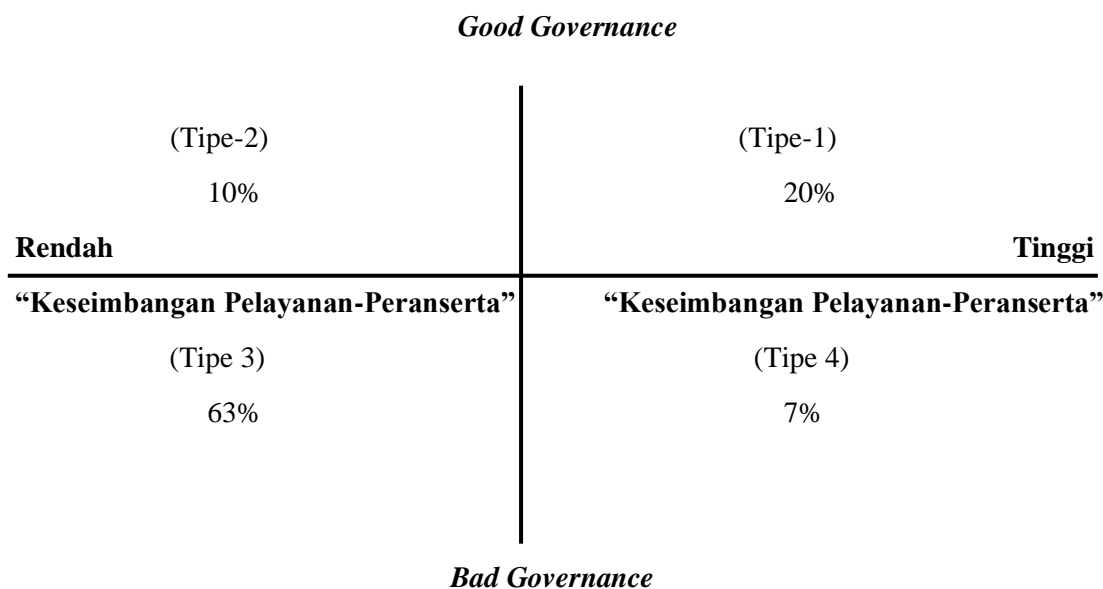 Good Governance
(Tipe-2) (Tipe-1)
10% 20%
Rendah Tinggi
“Keseimbangan Pelayanan-Peranserta” “Keseimbangan Pelayanan-Peranserta”
(Tipe 3) (Tipe 4)
63% 7%
Bad Governance